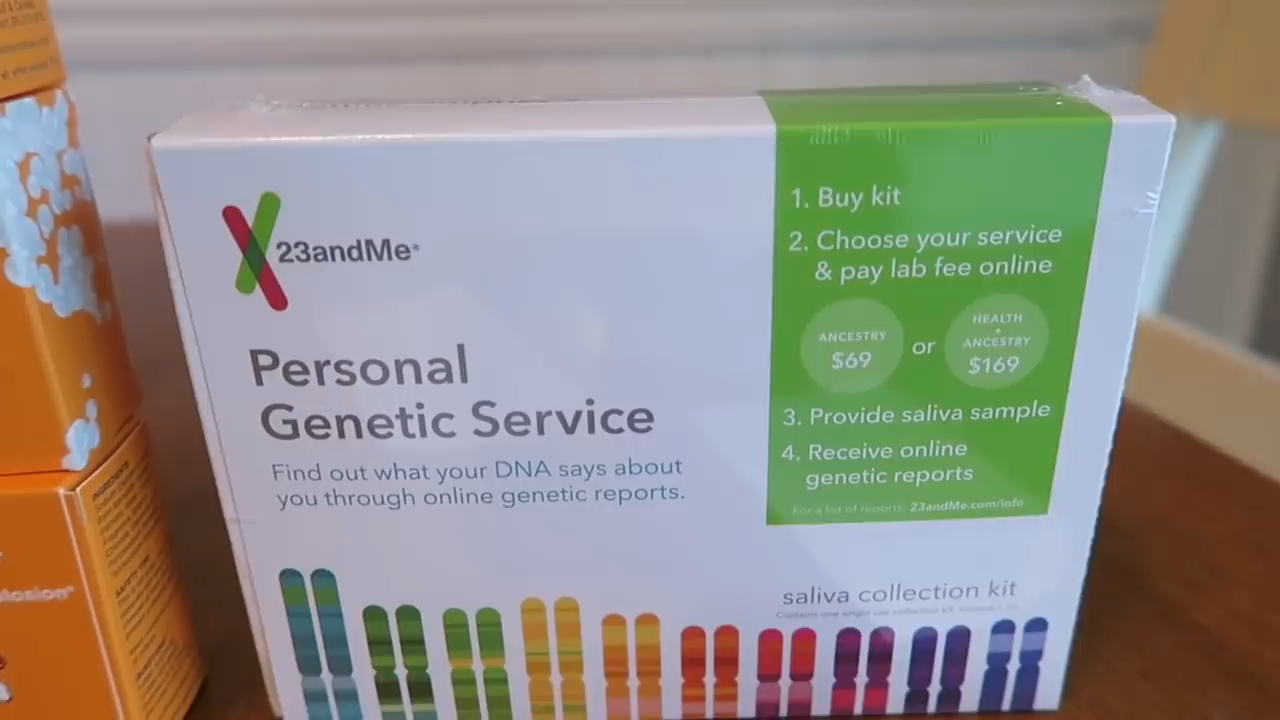 23andMe
Personal
Genetic Service
Find out what your DNA says about
you through online genetic reports.
1. Buy kit
2. Choose your service
& pay lab fee online
ANCESTRY
$69
or
HEALTH
+
ANCESTRY
$169
3. Provide saliva sample
4. Receive online
genetic reports
For a list of reports: 23andMe.com/info
saliva collection kit